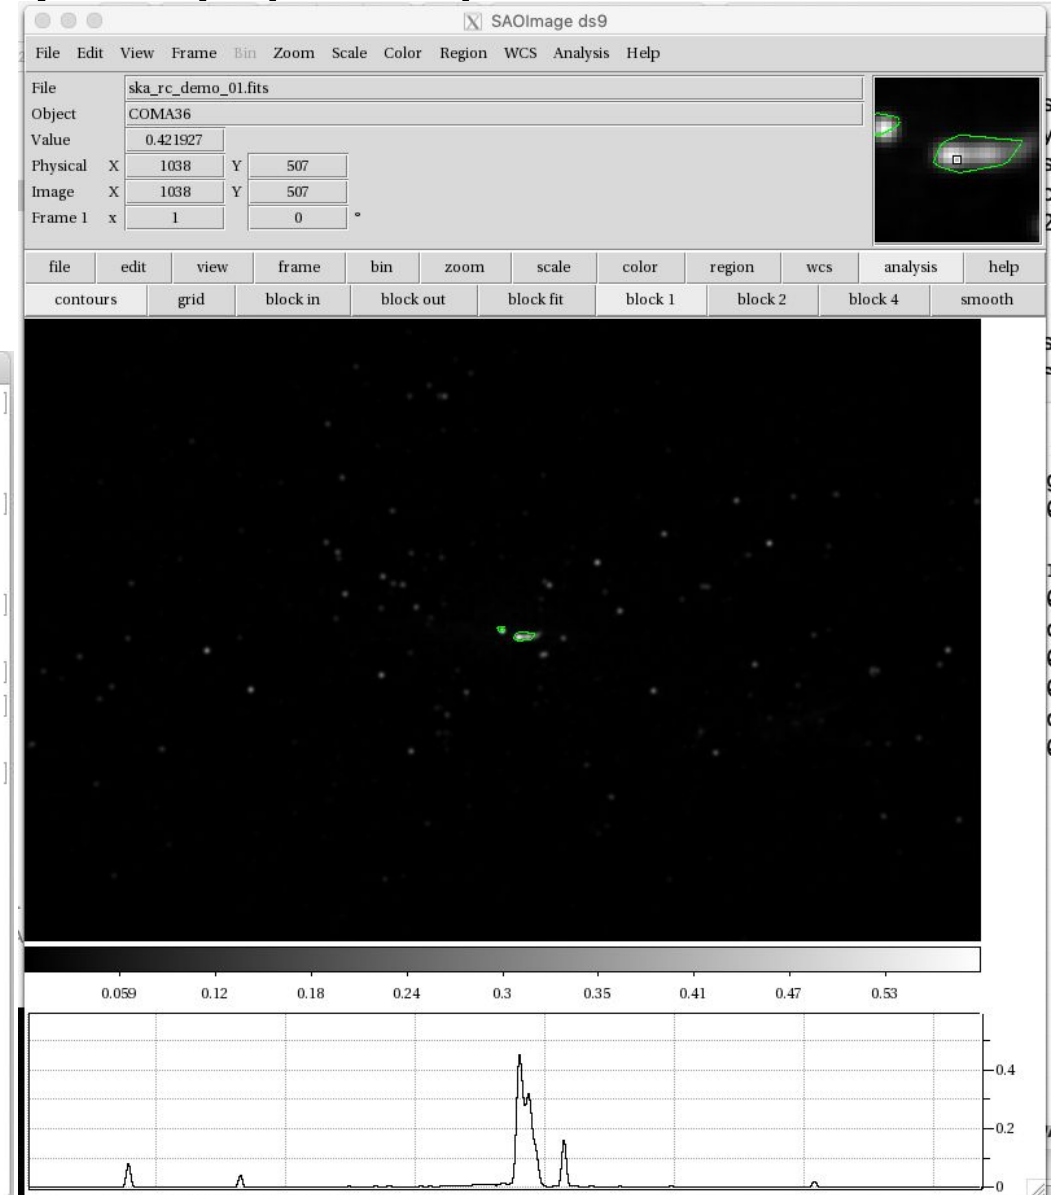 SAOImage ds9
File Edit View Frame Bin Zoom Scale Color Region WCS Analysis Help
File ska_rc_demo_01.fits
Object COMA36
Value 0.421927
Physical X 1038 Y 507
Image X 1038 Y 507
Frame 1 x 1 0 °
file edit view frame bin zoom scale color region wcs analysis help
contours grid block in block out block fit block 1 block 2 block 4 smooth
0.059 0.12 0.18 0.24 0.3 0.35 0.41 0.47 0.53
0.4
0.2
0